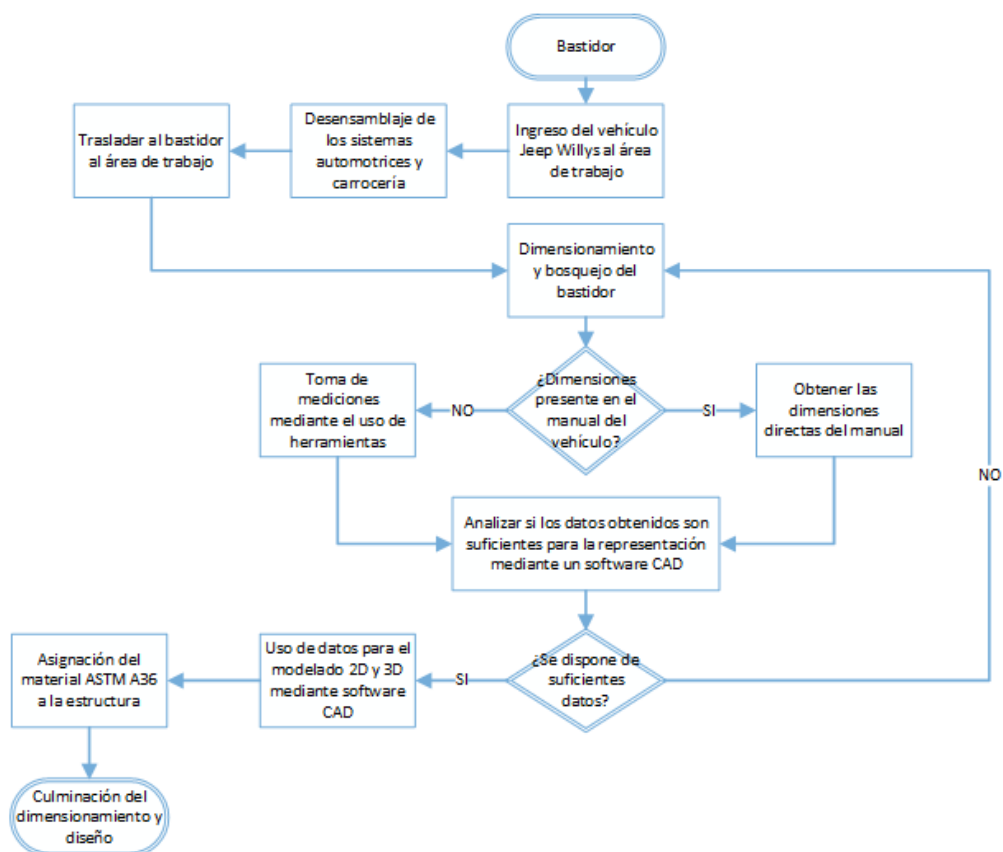 Bastidor
Ingreso del vehículo
Jeep Willys al área
de trabajo
Desensamblaje de
los sistemas
automotrices y
carrocería
Trasladar al bastidor
al área de trabajo
Dimensionamiento
y bosquejo del
bastidor
¿Dimensiones
presente en el
manual del
vehículo?
NO
SI
Toma de
mediciones
mediante el uso de
herramientas
Obtener las
dimensiones
directas del manual
Analizar si los datos obtenidos son
suficientes para la representación
mediante un software CAD
¿Se dispone de
suficientes
datos?
NO
SI
Uso de datos para el
modelado 2D y 3D
mediante software
CAD
Asignación del
material ASTM A36
a la estructura
Culminación del
dimensionamiento y
diseño